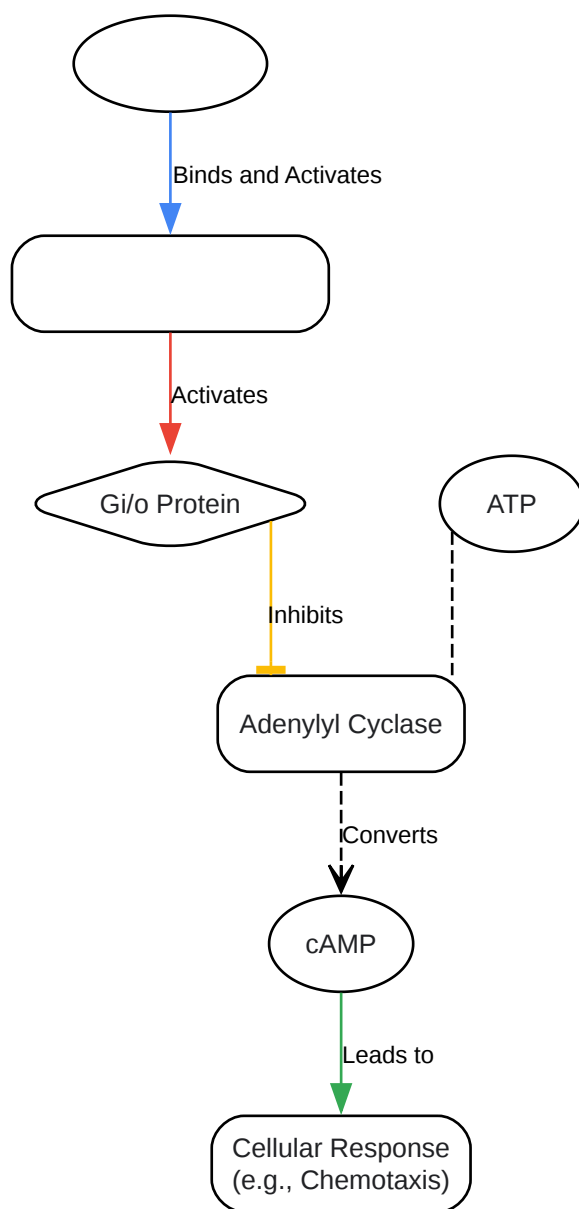 Binds and Activates
Activates
Gi/o Protein
ATP
Inhibits
Adenylyl Cyclase
Converts
cAMP
Leads to
Cellular Response
(e.g., Chemotaxis)